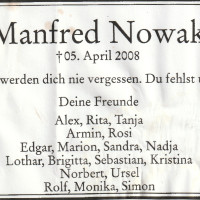 Manfred Nowak
† 05. April 2008
werden dich nie vergessen. Du fehlst
Deine Freunde
Alex, Rita, Tanja
Armin, Rosi
Edgar, Marion, Sandra, Nadja
Lothar, Brigitta, Sebastian, Kristina
Norbert, Ursel
Rolf, Monika, Simon